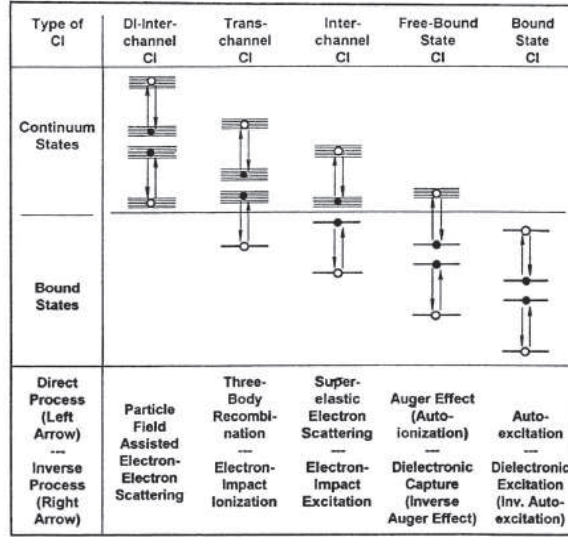 Type of CI
DI-Inter-channel CI
Trans-channel CI
Inter-channel CI
Free-Bound State CI
Bound State CI
Continuum States
Bound States
Direct Process (Left Arrow)
---
Inverse Process (Right Arrow)
Particle Field Assisted Electron-Electron Scattering
Three-Body Recombi-nation
---
Electron-Impact Ionization
Super-elastic Electron Scattering
---
Electron-Impact Excitation
Auger Effect (Auto-ionization)
---
Dielectronic Capture (Inverse Auger Effect)
Auto-excitation
---
Dielectronic Excitation (Inv. Auto-excitation)